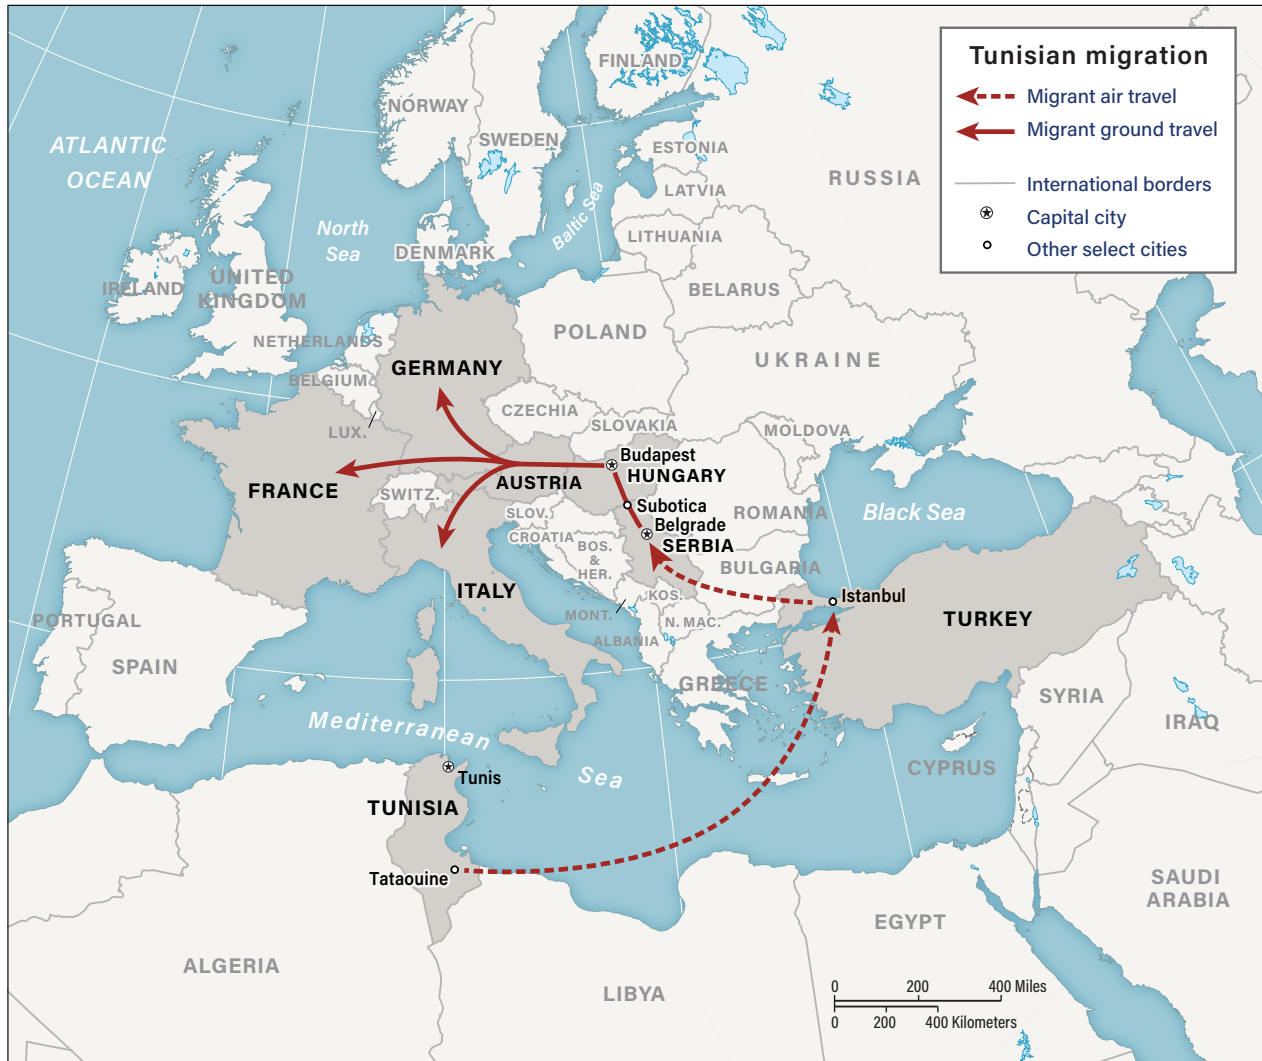 Tunisian migration
Migrant air travel
Migrant ground travel
International borders
Capital city
Other select cities
ATLANTIC
OCEAN
North
Sea
Baltic Sea
NORWAY
SWEDEN
FINLAND
ESTONIA
LATVIA
LITHUANIA
RUSSIA
BELARUS
DENMARK
IRELAND
UNITED
KINGDOM
NETHERLANDS
BELGIUM
LUX.
GERMANY
POLAND
UKRAINE
CZECHIA
SLOVAKIA
MOLDOVA
FRANCE
SWITZ.
AUSTRIA
Budapest
HUNGARY
Subotica
Belgrade
SERBIA
ROMANIA
Black Sea
SLOV.
CROATIA
BOS.
&
HER.
BULGARIA
KOS.
MONT.
N. MAC.
ALBANIA
ITALY
Istanbul
TURKEY
PORTUGAL
SPAIN
GREECE
SYRIA
IRAQ
CYPRUS
Mediterranean
Sea
Tunis
TUNISIA
Tataouine
SAUDI
ARABIA
EGYPT
ALGERIA
LIBYA
0 200 400 Miles
0 200 400 Kilometers